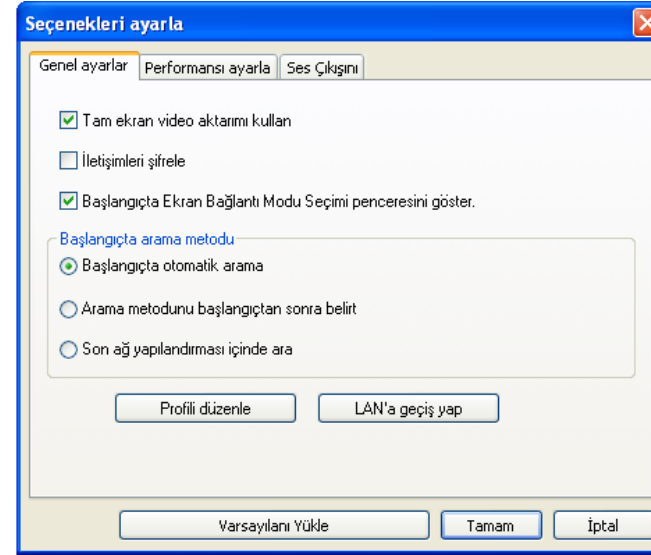 Seçenekleri ayarla
Genel ayarlar Performansı ayarla Ses Çıkışını
Tam ekran video aktarımı kullan
İletişimleri şifrele
Başlangıçta Ekran Bağlantı Modu Seçimi penceresini göster.
Başlangıçta arama metodu
Başlangıçta otomatik arama
Arama metodunu başlangıçtan sonra belirt
Son ağ yapılandırması içinde ara
Profili düzenle LAN'a geçiş yap
Varsayılanı Yükle Tamam İptal